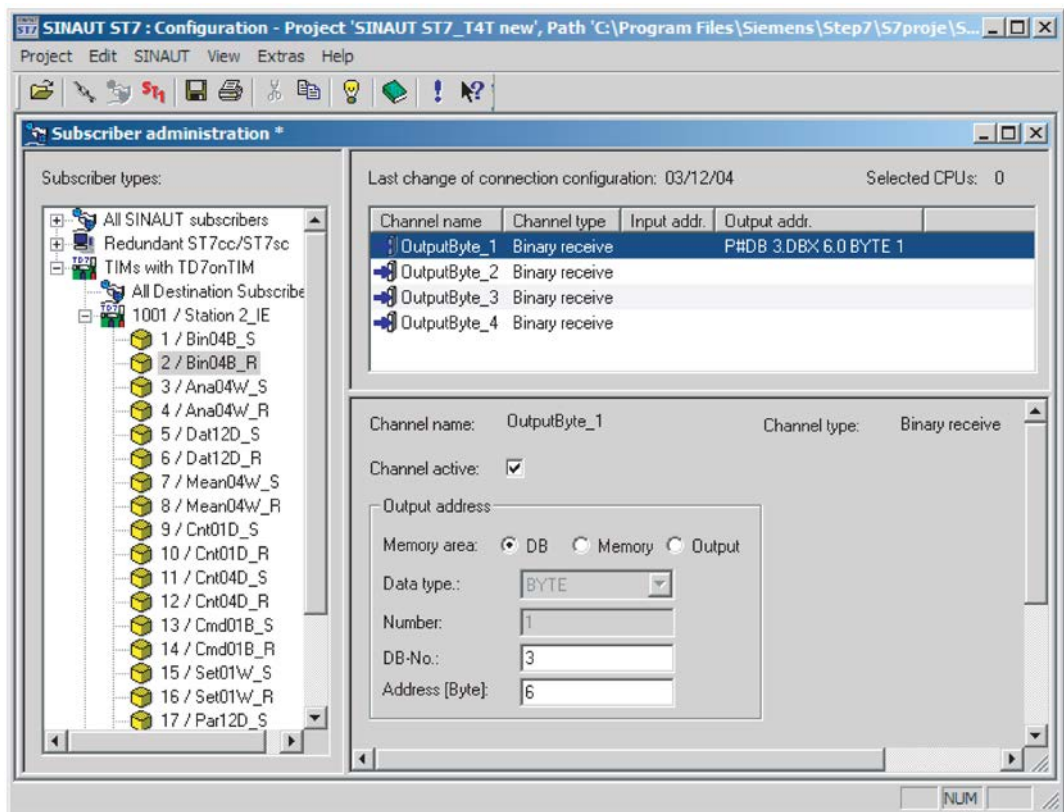 SINAUT ST7 : Configuration - Project 'SINAUT ST7_T4T new', Path 'C:\Program Files\Siemens\Step7\S7proje\S...
Project Edit SINAUT View Extras Help
Subscriber administration *
Subscriber types:
All SINAUT subscribers
Redundant ST7cc/ST7sc
TIMs with TD7onTIM
All Destination Subscribe
1001 / Station 2_IE
1 / Bin04B_S
2 / Bin04B_R
3 / Ana04W_S
4 / Ana04W_R
5 / Dat12D_S
6 / Dat12D_R
7 / Mean04W_S
8 / Mean04W_R
9 / Cnt01D_S
10 / Cnt01D_R
11 / Cnt04D_S
12 / Cnt04D_R
13 / Cmd01B_S
14 / Cmd01B_R
15 / Set01W_S
16 / Set01W_R
17 / Par12D_S
Last change of connection configuration: 03/12/04 Selected CPUs: 0
Channel name Channel type Input addr. Output addr.
OutputByte_1 Binary receive P#DB 3.DBX 6.0 BYTE 1
OutputByte_2 Binary receive
OutputByte_3 Binary receive
OutputByte_4 Binary receive
Channel name: OutputByte_1 Channel type: Binary receive
Channel active:
Output address
Memory area: DB Memory Output
Data type.: BYTE
Number: 1
DB-No.: 3
Address [Byte]: 6
NUM